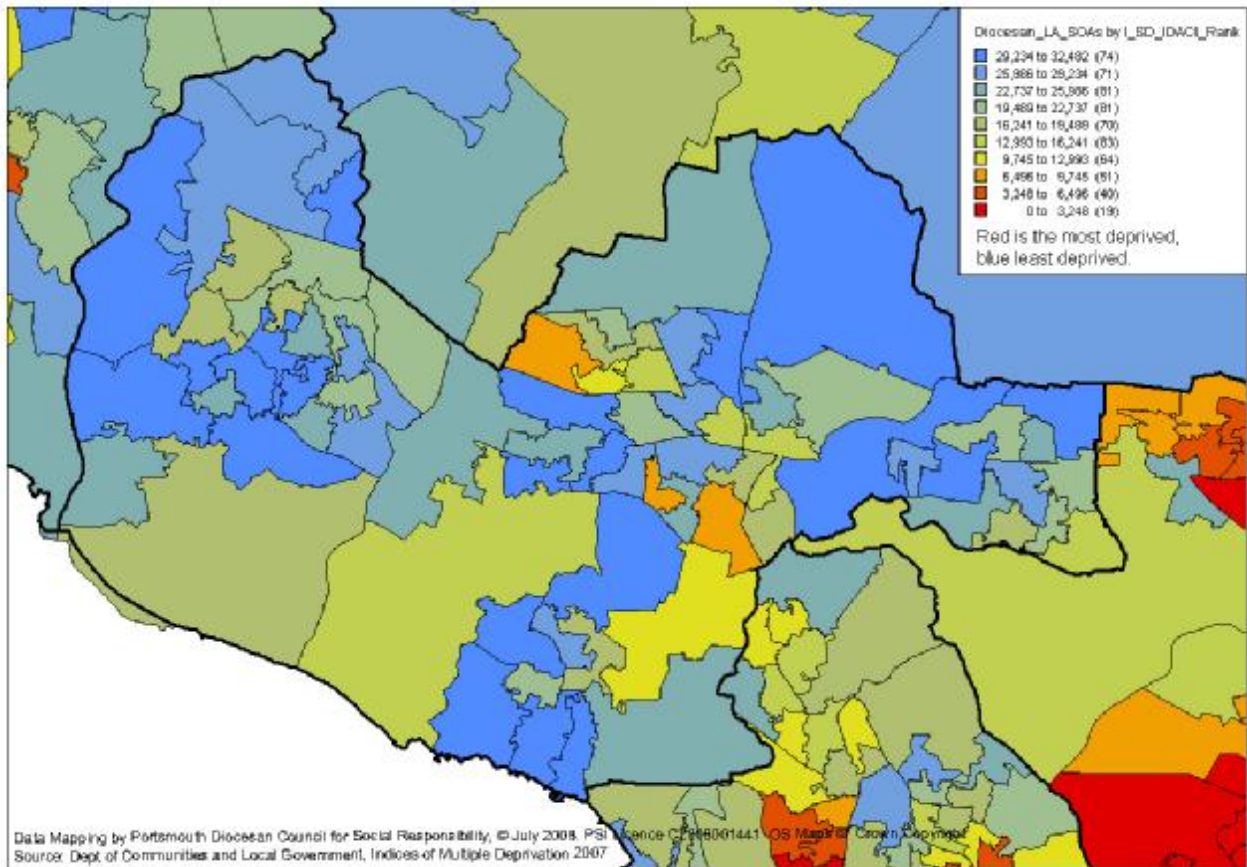 Diocesan_LA_SOAs by I_SD_IDACI_Rank
29,234 to 32,482 (74)
25,986 to 29,234 (71)
22,737 to 25,986 (81)
19,489 to 22,737 (81)
16,241 to 19,489 (70)
12,993 to 16,241 (83)
9,745 to 12,993 (64)
6,496 to 9,745 (51)
3,248 to 6,496 (40)
0 to 3,248 (19)
Red is the most deprived,
blue least deprived.
Data Mapping by Portsmouth Diocesan Council for Social Responsibility, © July 2008. PSI Licence OS Maps © Crown Copyright
Source: Dept of Communities and Local Government, Indices of Multiple Deprivation 2007